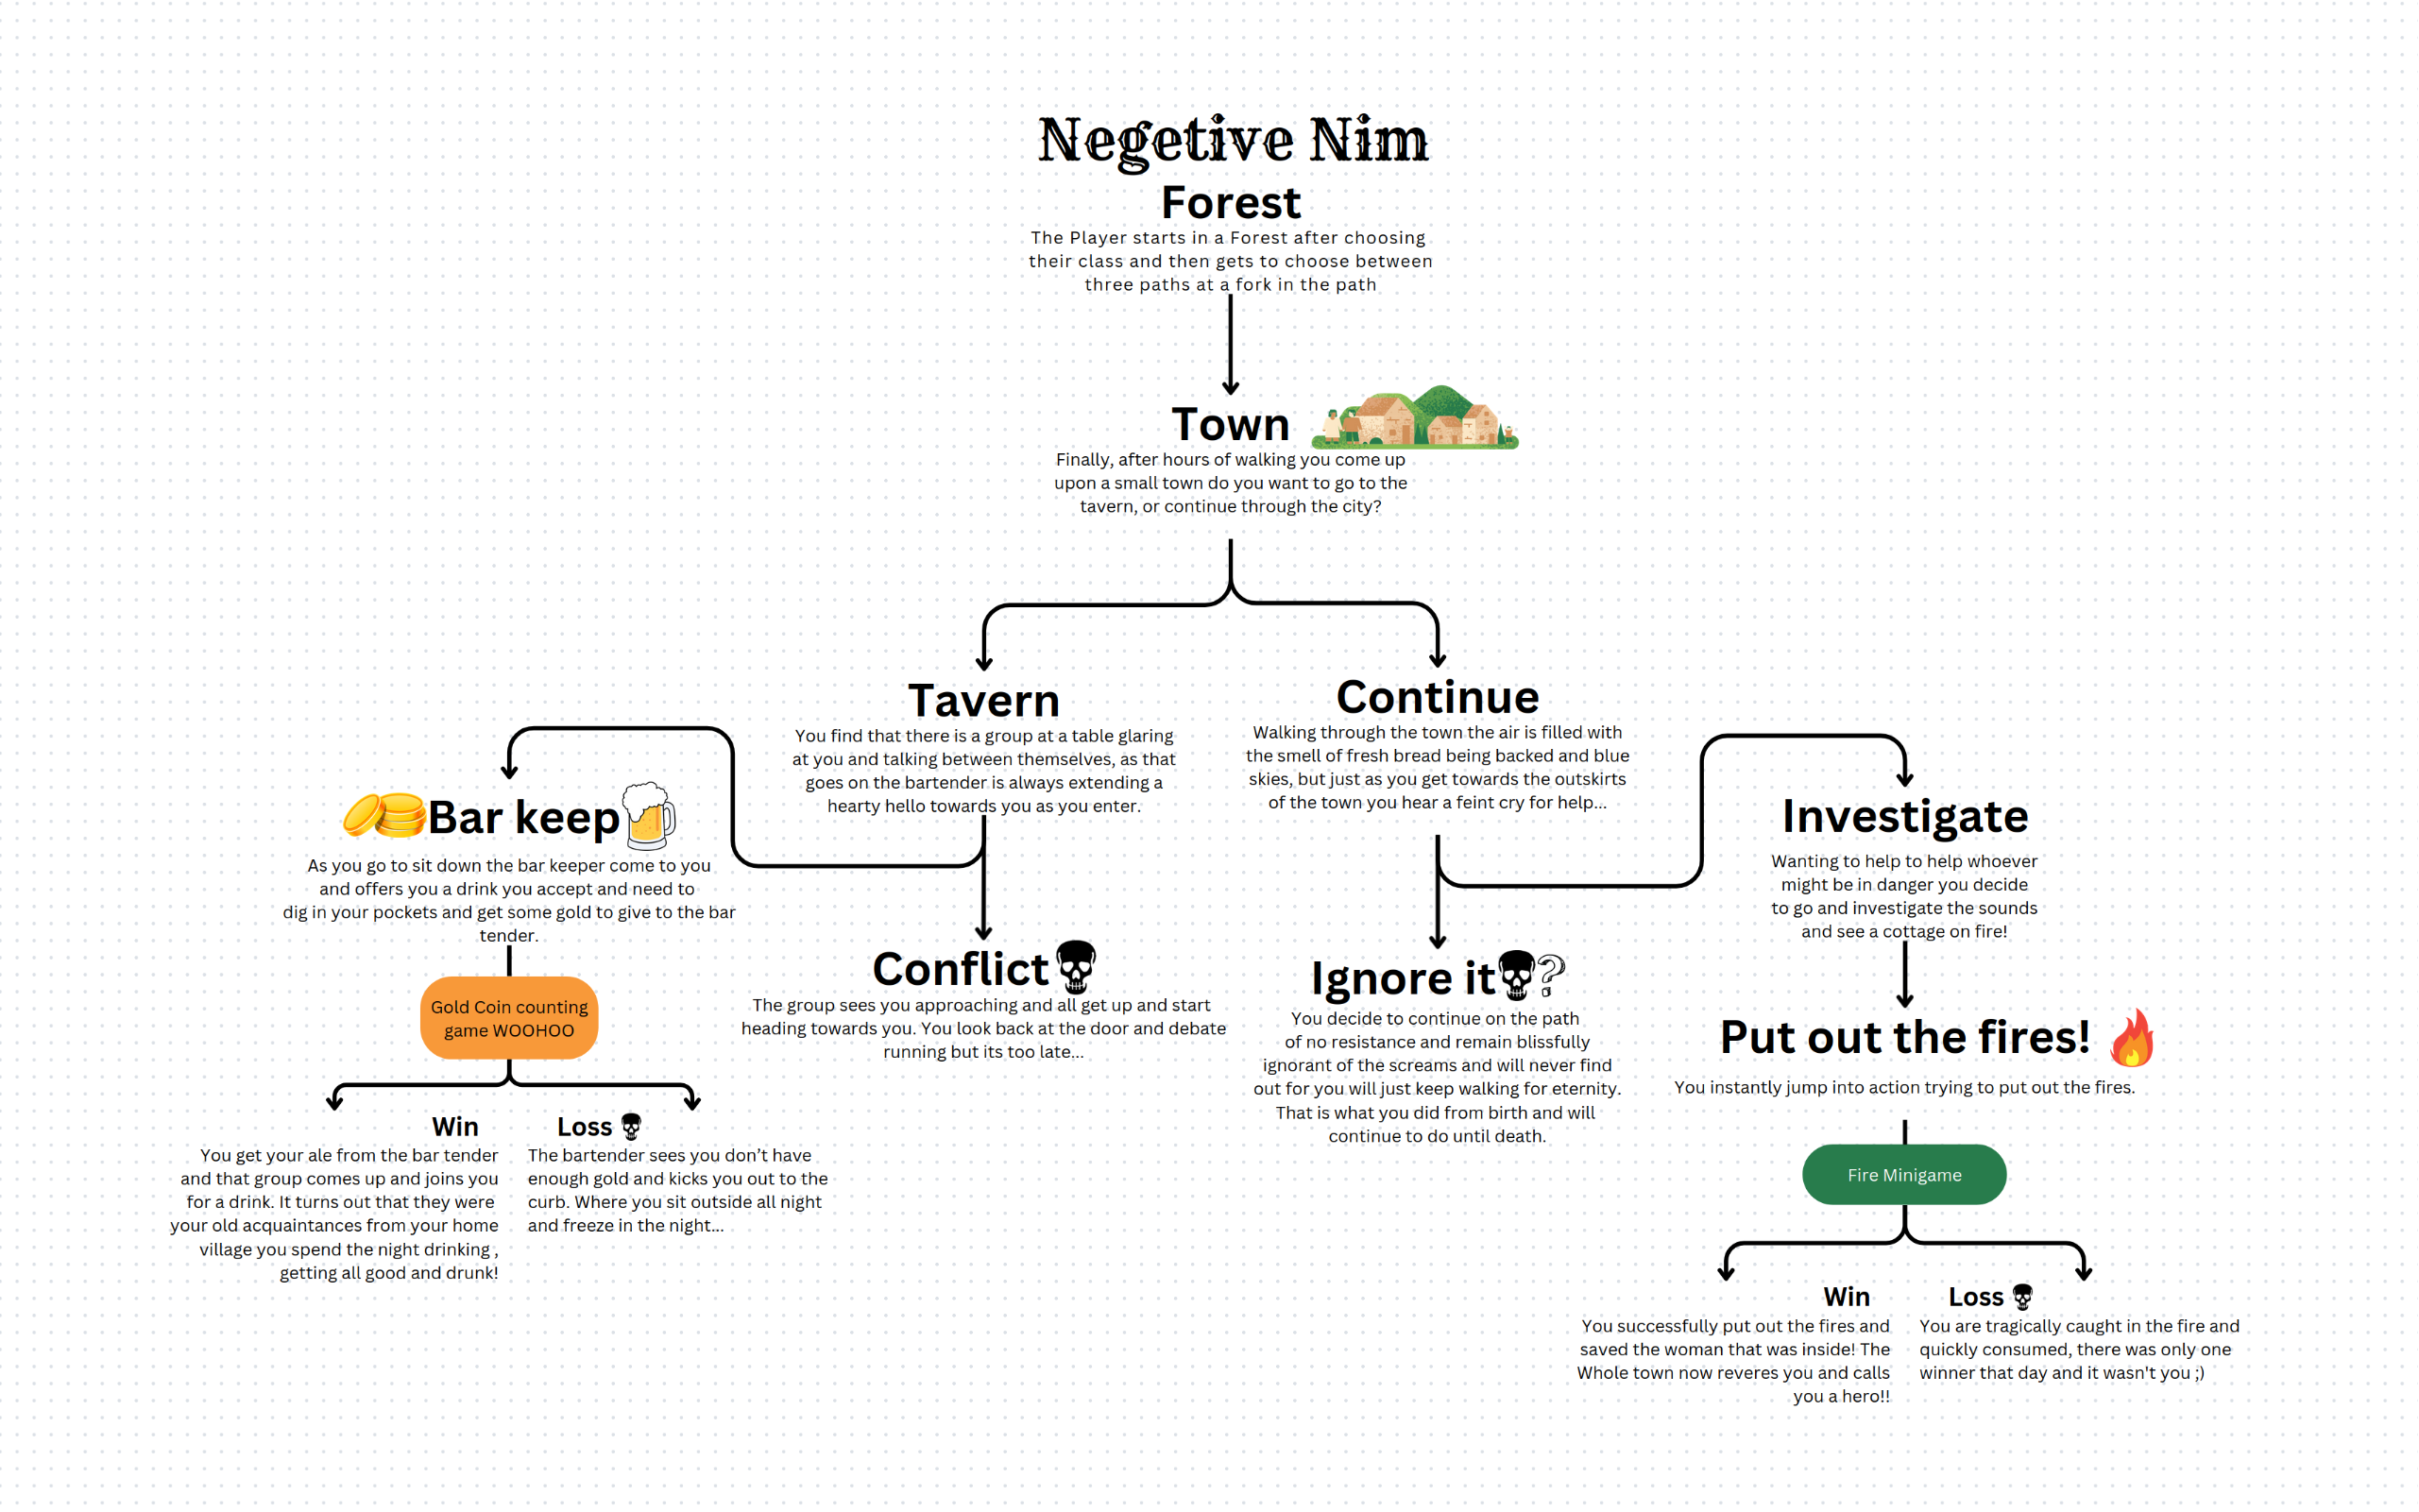 Negetive Nim
Forest
The Player starts in a Forest after choosing
their class and then gets to choose between
three paths at a fork in the path
Town
Finally, after hours of walking you come up
upon a small town do you want to go to the
tavern, or continue through the city?
Tavern
You find that there is a group at a table glaring
at you and talking between themselves, as that
goes on the bartender is always extending a
hearty hello towards you as you enter.
Continue
Walking through the town the air is filled with
the smell of fresh bread being backed and blue
skies, but just as you get towards the outskirts
of the town you hear a feint cry for help...
Bar keep
As you go to sit down the bar keeper come to you
and offers you a drink you accept and need to
dig in your pockets and get some gold to give to the bar
tender.
Gold Coin counting
game WOOHOO
Win
You get your ale from the bar tender
and that group comes up and joins you
for a drink. It turns out that they were
your old acquaintances from your home
village you spend the night drinking ,
getting all good and drunk!
Loss
The bartender sees you don't have
enough gold and kicks you out to the
curb. Where you sit outside all night
and freeze in the night...
Conflict
The group sees you approaching and all get up and start
heading towards you. You look back at the door and debate
running but its too late...
Ignore it?
You decide to continue on the path
of no resistance and remain blissfully
ignorant of the screams and will never find
out for you will just keep walking for eternity.
That is what you did from birth and will
continue to do until death.
Investigate
Wanting to help to help whoever
might be in danger you decide
to go and investigate the sounds
and see a cottage on fire!
Put out the fires!
You instantly jump into action trying to put out the fires.
Fire Minigame
Win
You successfully put out the fires and
saved the woman that was inside! The
Whole town now reveres you and calls
you a hero!!
Loss
You are tragically caught in the fire and
quickly consumed, there was only one
winner that day and it wasn't you ;)